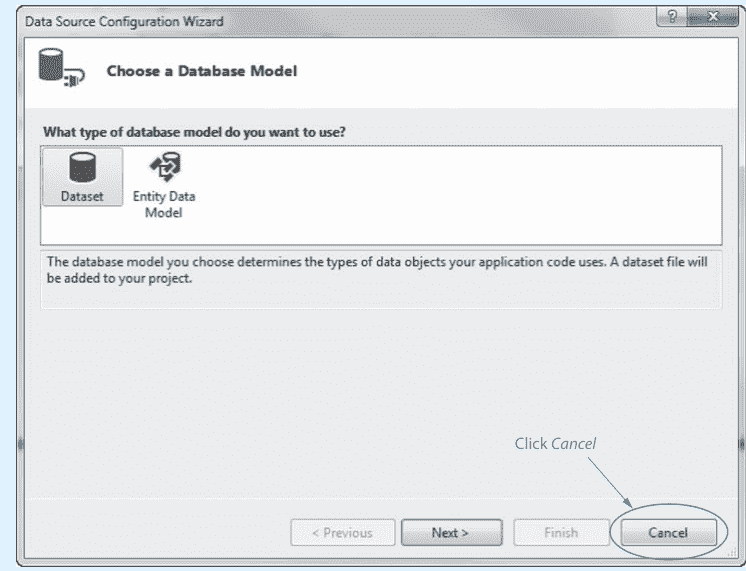 Data Source Configuration Wizard
Choose a Database Model
What type of database model do you want to use?
Dataset
Entity Data
Model
The database model you choose determines the types of data objects your application code uses. A dataset file will
be added to your project.
Click Cancel
< Previous
Next >
Finish
Cancel